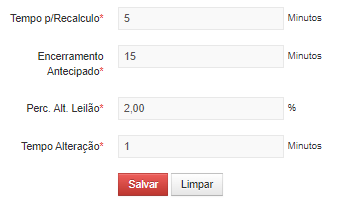 Tempo p/Recalculo* 5 Minutos
Encerramento
Antecipado* 15 Minutos
Perc. Alt. Leilão* 2,00 %
Tempo Alteração* 1 Minutos
Salvar Limpar